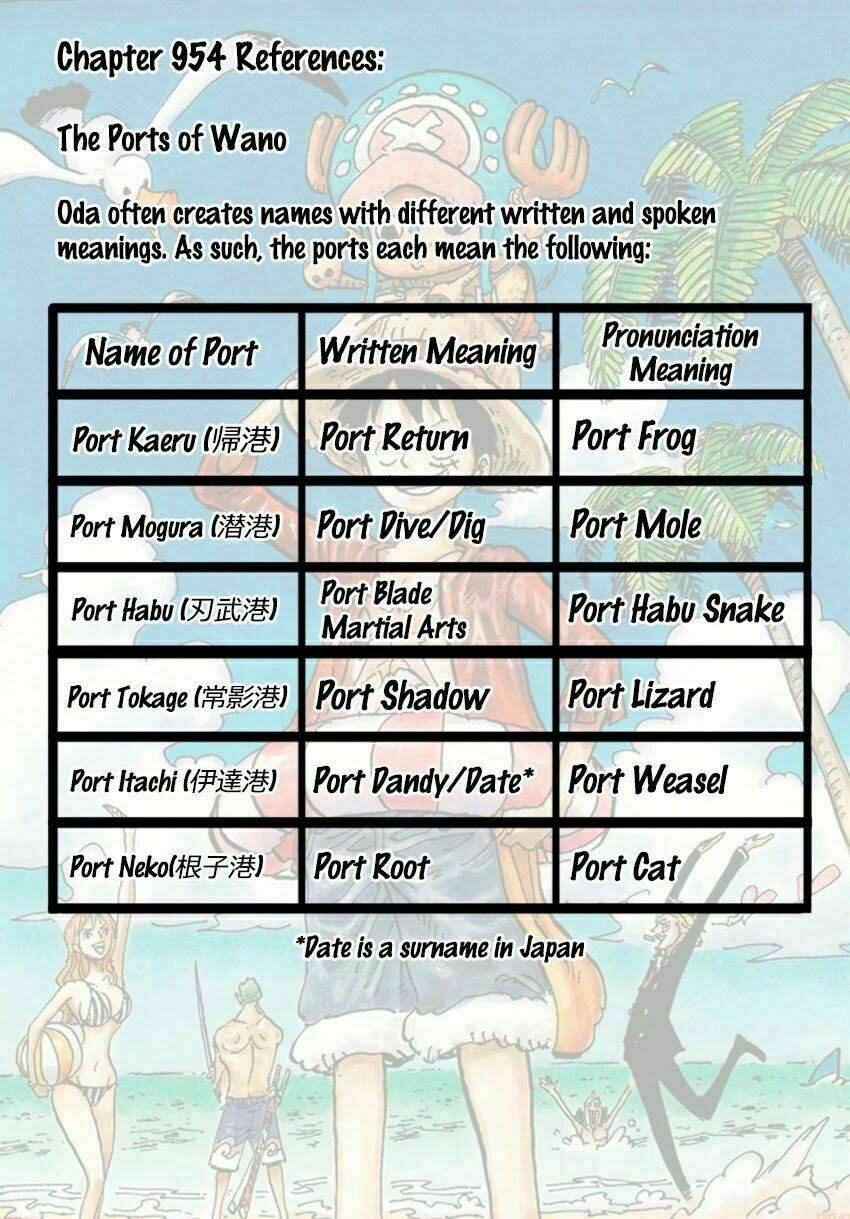 Chapter 954 References:
The Ports of Wano
Oda often creates names with different written and spoken
meanings. As such, the ports each mean the following:
Name of Port
Written Meaning
Pronunciation
Meaning
Port Kaeru (帰港)
Port Return
Port Frog
Port Mogura (潜港)
Port Dive/Dig
Port Mole
Port Habu (刃武港)
Port Blade
Martial Arts
Port Habu Snake
Port Tokage (常影港)
Port Shadow
Port Lizard
Port Itachi (伊達港)
Port Dandy/Date*
Port Weasel
Port Neko(根子港)
Port Root
Port Cat
*Date is a surname in Japan